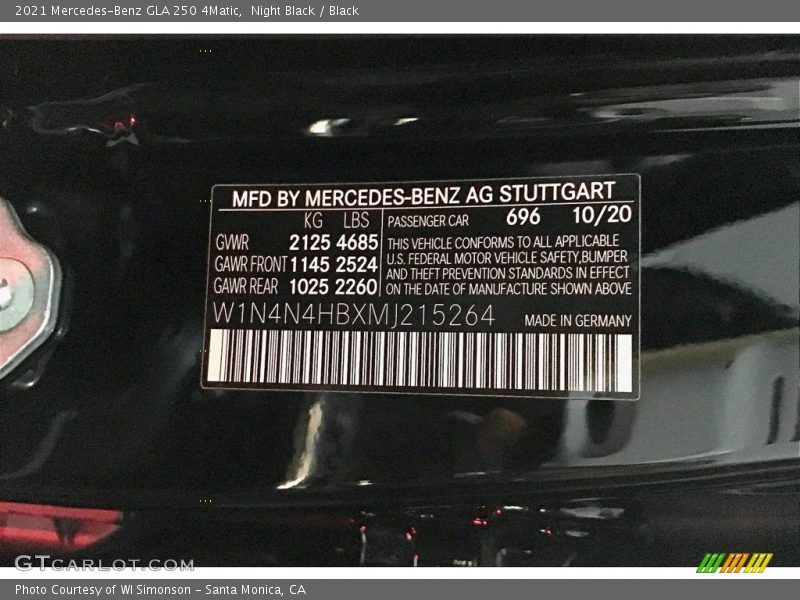 2021 Mercedes-Benz GLA 250 4Matic,  Night Black / Black
MFD BY MERCEDES-BENZ AG STUTTGART
KG LBS PASSENGER CAR 696 10/20
GVWR 2125 4685 THIS VEHICLE CONFORMS TO ALL APPLICABLE
GAWR FRONT 1145 2524 U.S. FEDERAL MOTOR VEHICLE SAFETY,BUMPER
AND THEFT PREVENTION STANDARDS IN EFFECT
GAWR REAR 1025 2260 ON THE DATE OF MANUFACTURE SHOWN ABOVE
W1N4N4HBXMJ215264 MADE IN GERMANY
GTCARLOT.COM
Photo Courtesy of WI Simonson - Santa Monica, CA